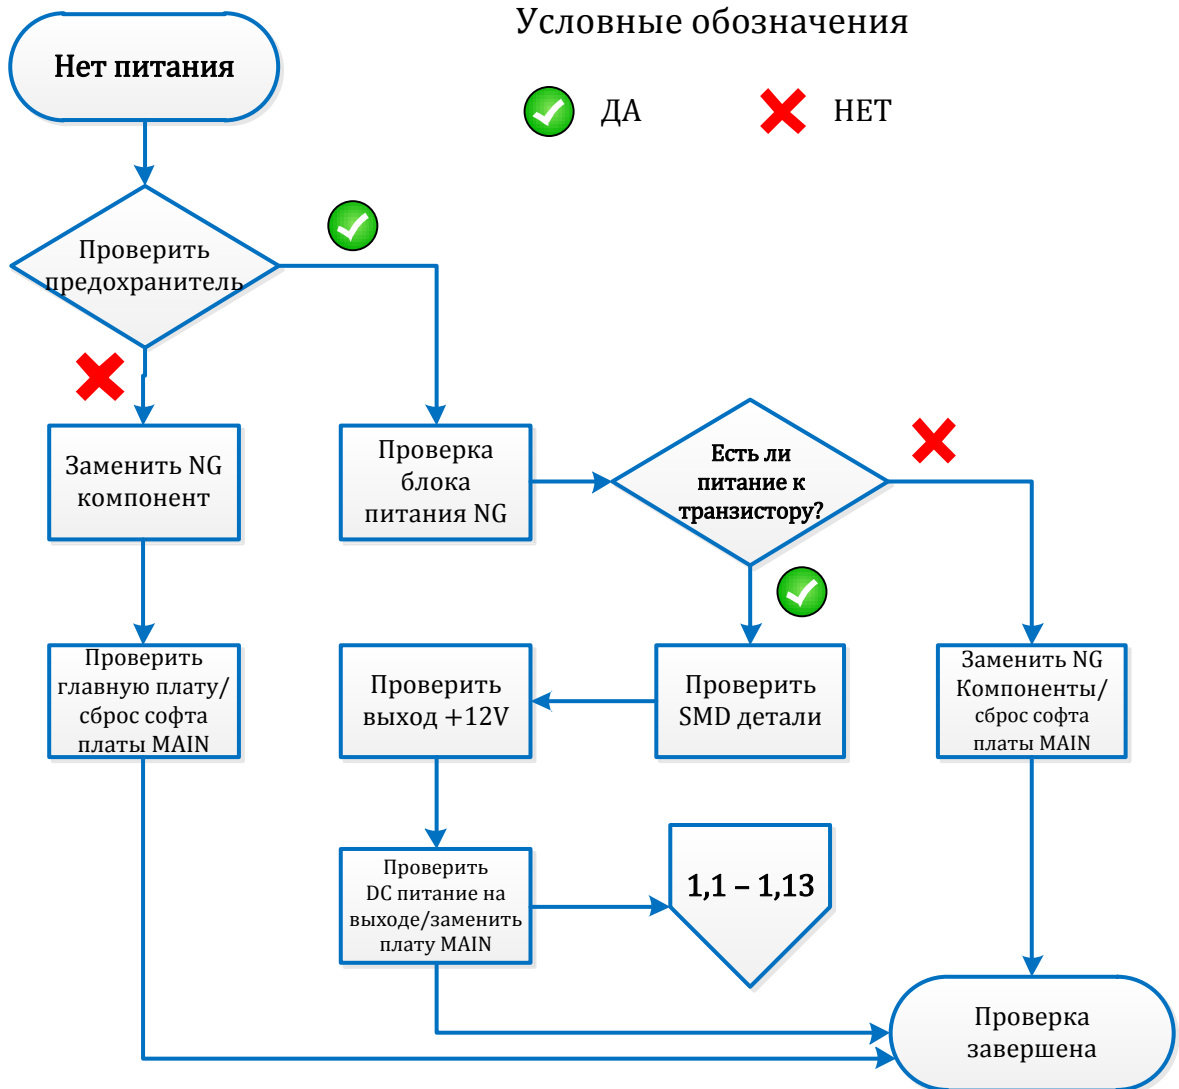 Условные обозначения
ДА
НЕТ
Нет питания
Проверить
предохранитель
Заменить NG
компонент
Проверка
блока
питания NG
Есть ли
питание к
транзистору?
Проверить
главную плату/
сброс софта
платы MAIN
Проверить
выход +12V
Проверить
SMD детали
Заменить NG
Компоненты/
сброс софта
платы MAIN
Проверить
DC питание на
выходе/заменить
плату MAIN
1,1 – 1,13
Проверка
завершена